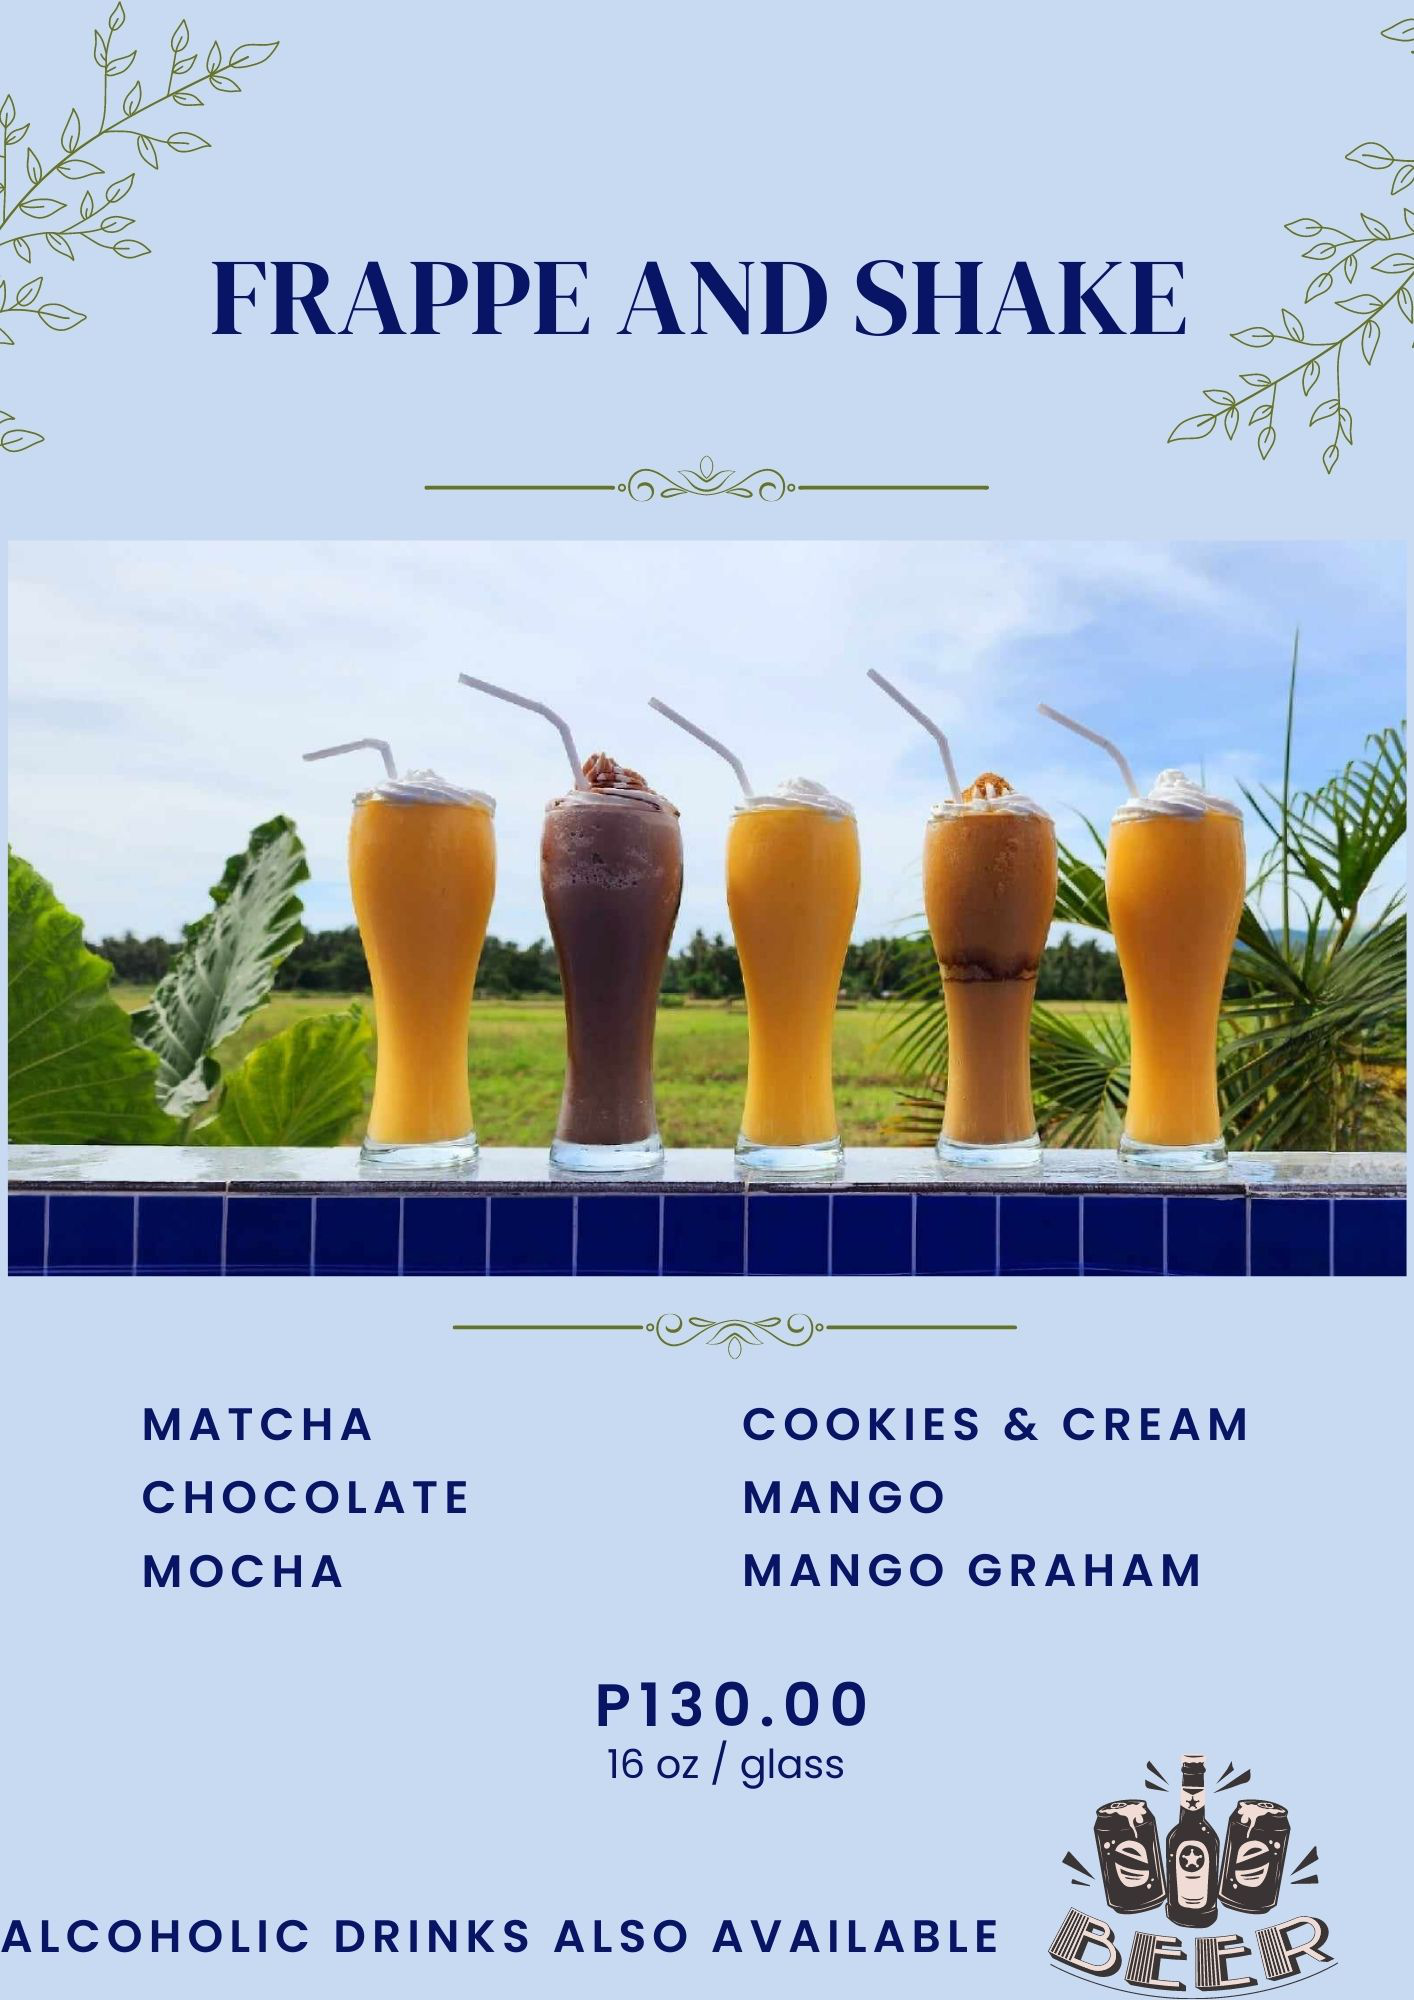 FRAPPE AND SHAKE
MATCHA
CHOCOLATE
MOCHA
COOKIES & CREAM
MANGO
MANGO GRAHAM
P130.00
16 oz / glass
ALCOHOLIC DRINKS ALSO AVAILABLE
BEER